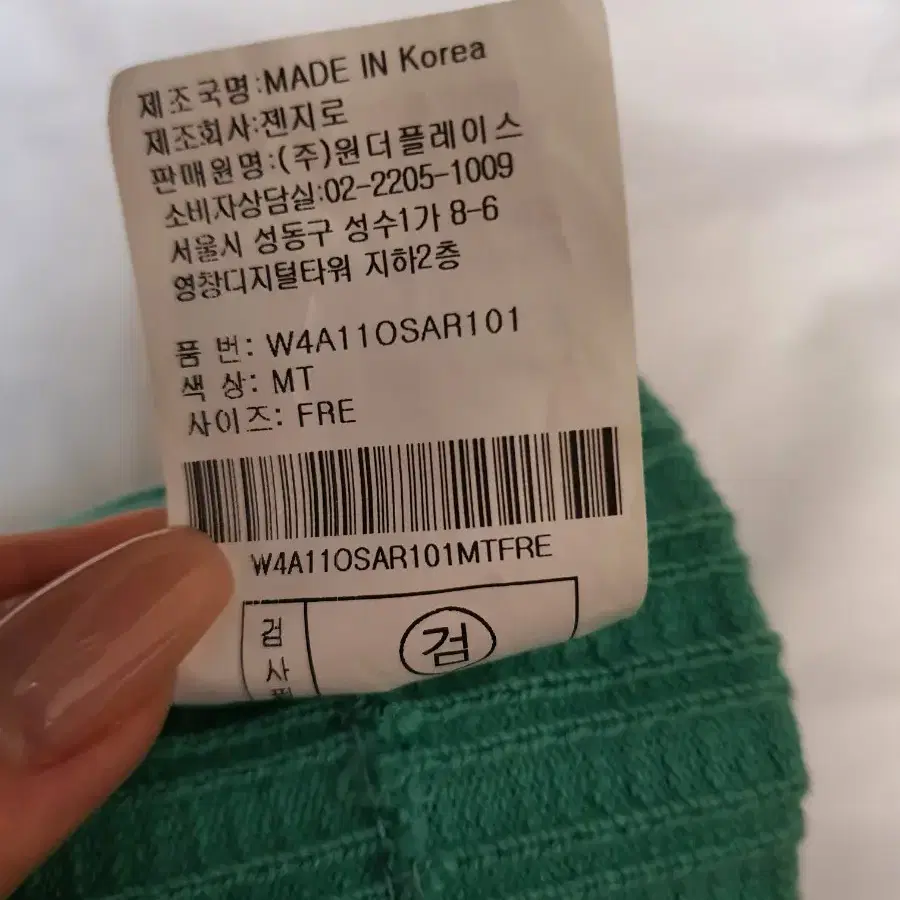 제조국명:MADE IN Korea
제조회사:젠지로
판매원명:(주)원더플레이스
소비자상담실:02-2205-1009
서울시 성동구 성수1가 8-6
영창디지털타워 지하2층
품 번: W4A11OSAR101
색 상: MT
사이즈: FRE
W4A11OSAR101MTFRE
검사
검